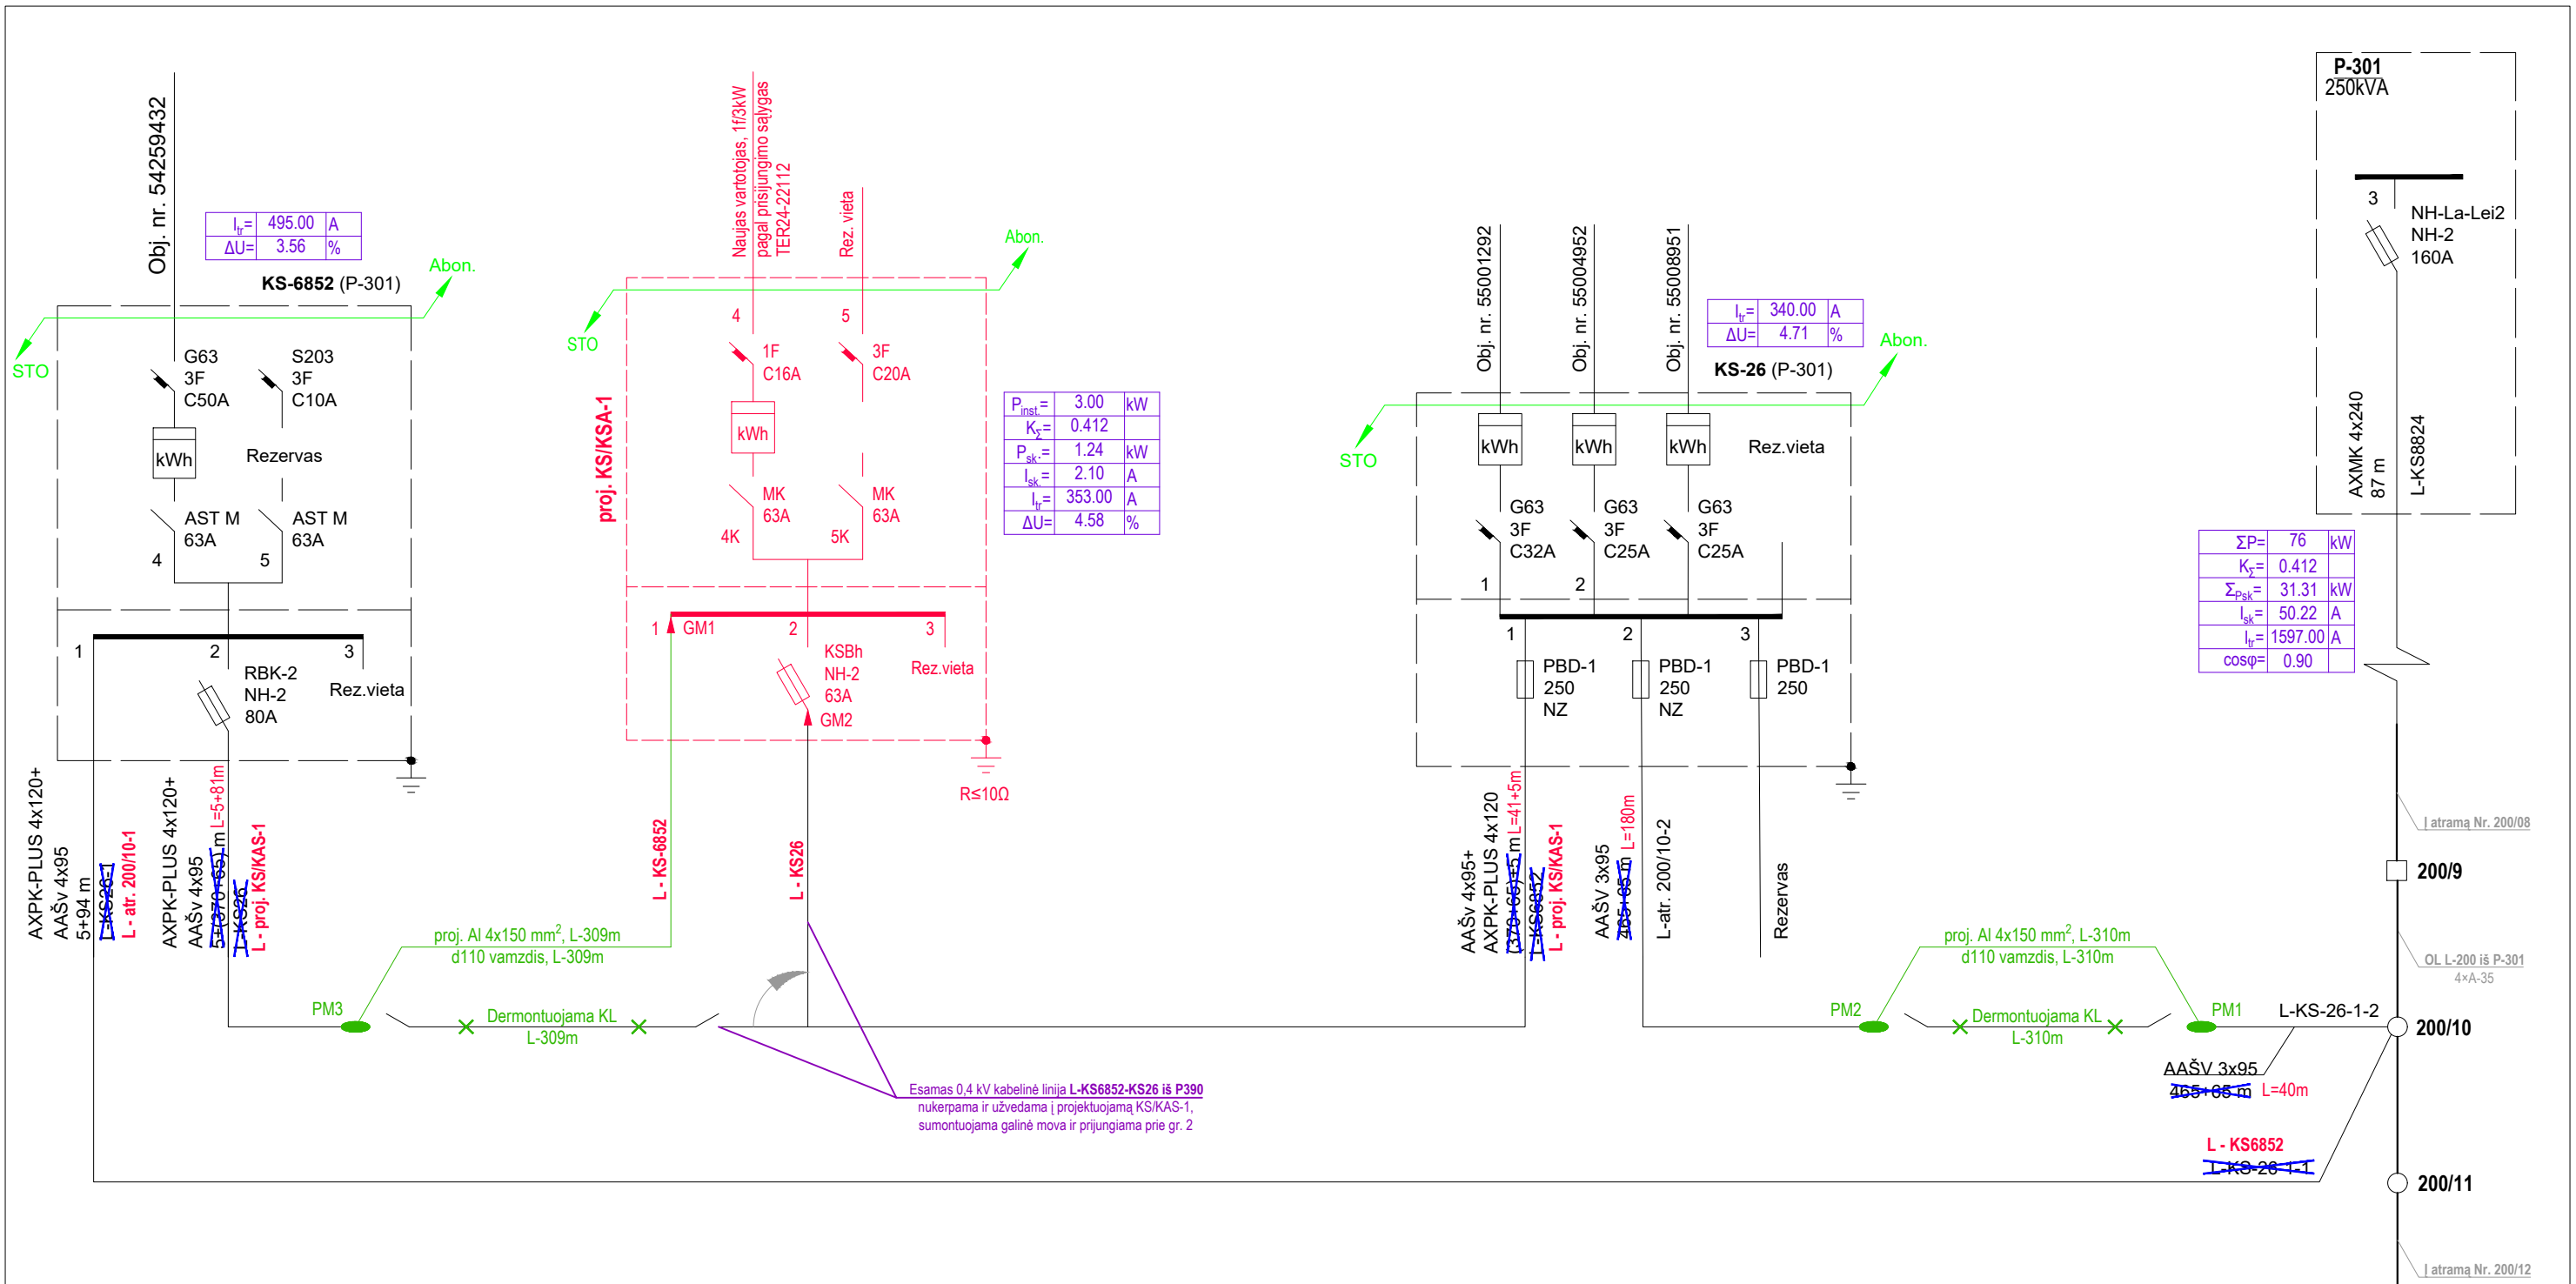 Obj. nr. 54259432
Itr= 495.00 A
ΔU= 3.56 %
KS-6852 (P-301)
Abon.
STO
G63
3F
C50A
S203
3F
C10A
kWh
Rezervas
AST M
63A
AST M
63A
4
5
1
2
3
RBK-2
NH-2
80A
Rez.vieta
AXPK-PLUS 4x120+
AAŠv 4x95
5+94 m
L-KS26-1
L - atr. 200/10-1
AXPK-PLUS 4x120+
AAŠv 4x95
5+(370+65) m L=5+81m
L-KS26
L - proj. KS/KAS-1
Naujas vartotojas, 1f/3kW
pagal prisijungimo sąlygas
TER24-22112
Rez. vieta
Abon.
STO
proj. KS/KSA-1
4
5
1F
C16A
3F
C20A
kWh
MK
63A
MK
63A
4K
5K
Pinst.= 3.00 kW
KΣ= 0.412
Psk.= 1.24 kW
Isk.= 2.10 A
Itr= 353.00 A
ΔU= 4.58 %
1
GM1
2
3
KSBh
NH-2
63A
GM2
Rez.vieta
R≤10Ω
L - KS-6852
L - KS26
proj. Al 4x150 mm², L-309m
d110 vamzdis, L-309m
PM3
Dermontuojama KL
L-309m
Esamas 0,4 kV kabelinė linija L-KS6852-KS26 iš P390
nukerpama ir užvedama į projektuojamą KS/KAS-1,
sumontuojama galinė mova ir prijungiama prie gr. 2
Obj. nr. 55001292
Obj. nr. 55004952
Obj. nr. 55008951
Itr= 340.00 A
ΔU= 4.71 %
KS-26 (P-301)
Abon.
STO
kWh
kWh
kWh
Rez.vieta
G63
3F
C32A
G63
3F
C25A
G63
3F
C25A
1
2
1
2
3
PBD-1
250
NZ
PBD-1
250
NZ
PBD-1
250
AAŠv 4x95+
AXPK-PLUS 4x120
(370+65)+5 m L=41+5m
L-KS6852
L - proj. KS/KAS-1
AAŠV 3x95
465+65 m L=180m
L-atr. 200/10-2
Rezervas
proj. Al 4x150 mm², L-310m
d110 vamzdis, L-310m
PM2
Dermontuojama KL
L-310m
PM1
L-KS-26-1-2
AAŠV 3x95
465+65 m L=40m
L - KS6852
L-KS-26-1-1
P-301
250kVA
3
NH-La-Lei2
NH-2
160A
AXMK 4x240
87 m
L-KS8824
ΣP= 76 kW
KΣ= 0.412
ΣPsk= 31.31 kW
Isk= 50.22 A
Itr= 1597.00 A
cosφ= 0.90
Į atramą Nr. 200/08
200/9
OL L-200 iš P-301
4×A-35
200/10
200/11
Į atramą Nr. 200/12